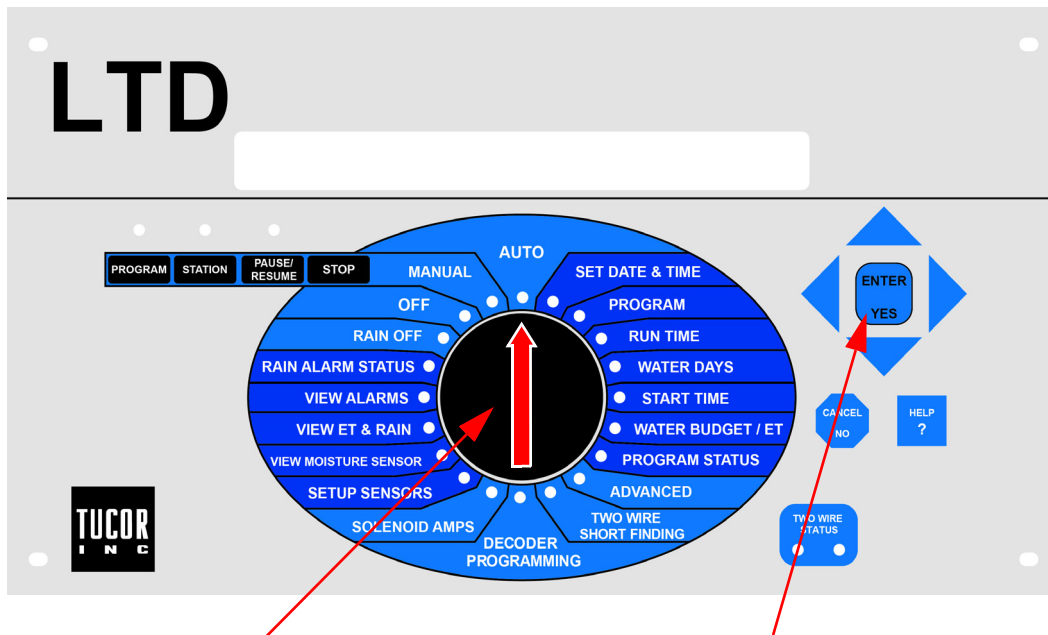 LTD
PROGRAM
STATION
PAUSE/
RESUME
STOP
AUTO
MANUAL
OFF
RAIN OFF
RAIN ALARM STATUS
VIEW ALARMS
VIEW ET & RAIN
VIEW MOISTURE SENSOR
SETUP SENSORS
SOLENOID AMPS
DECODER
PROGRAMMING
SET DATE & TIME
PROGRAM
RUN TIME
WATER DAYS
START TIME
WATER BUDGET / ET
PROGRAM STATUS
ADVANCED
TWO WIRE
SHORT FINDING
ENTER
YES
CANCEL
NO
HELP
?
TWO WIRE
STATUS
TUCOR
INC